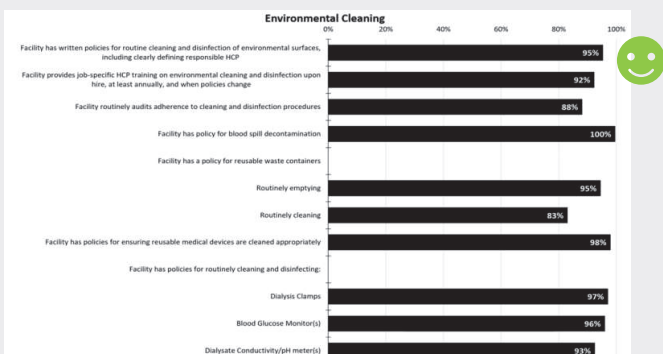 Environmental Cleaning
0% 20% 40% 60% 80% 100%
Facility has written policies for routine cleaning and disinfection of environmental surfaces,
including clearly defining responsible HCP
95%
Facility provides job-specific HCP training on environmental cleaning and disinfection upon
hire, at least annually, and when policies change
92%
Facility routinely audits adherence to cleaning and disinfection procedures
88%
Facility has policy for blood spill decontamination
100%
Facility has a policy for reusable waste containers
Routinely emptying
95%
Routinely cleaning
83%
Facility has policies for ensuring reusable medical devices are cleaned appropriately
98%
Facility has policies for routinely cleaning and disinfecting:
Dialysis Clamps
97%
Blood Glucose Monitor(s)
96%
Dialysate Conductivity/pH meter(s)
93%